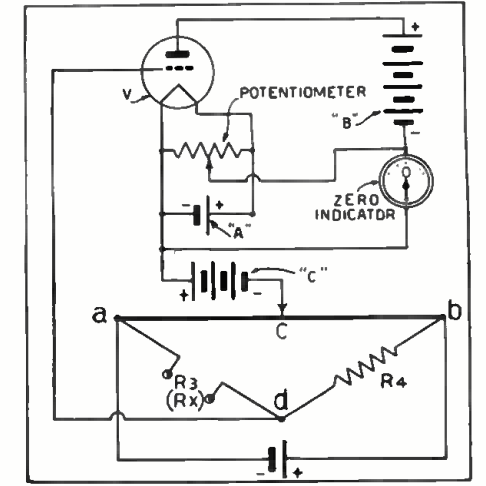 +
V
POTENTIOMETER
"B"
-
0
ZERO
INDICATOR
- +
"A"
"C"
+ -
a
b
C
R3
(Rx)
R4
d
- +